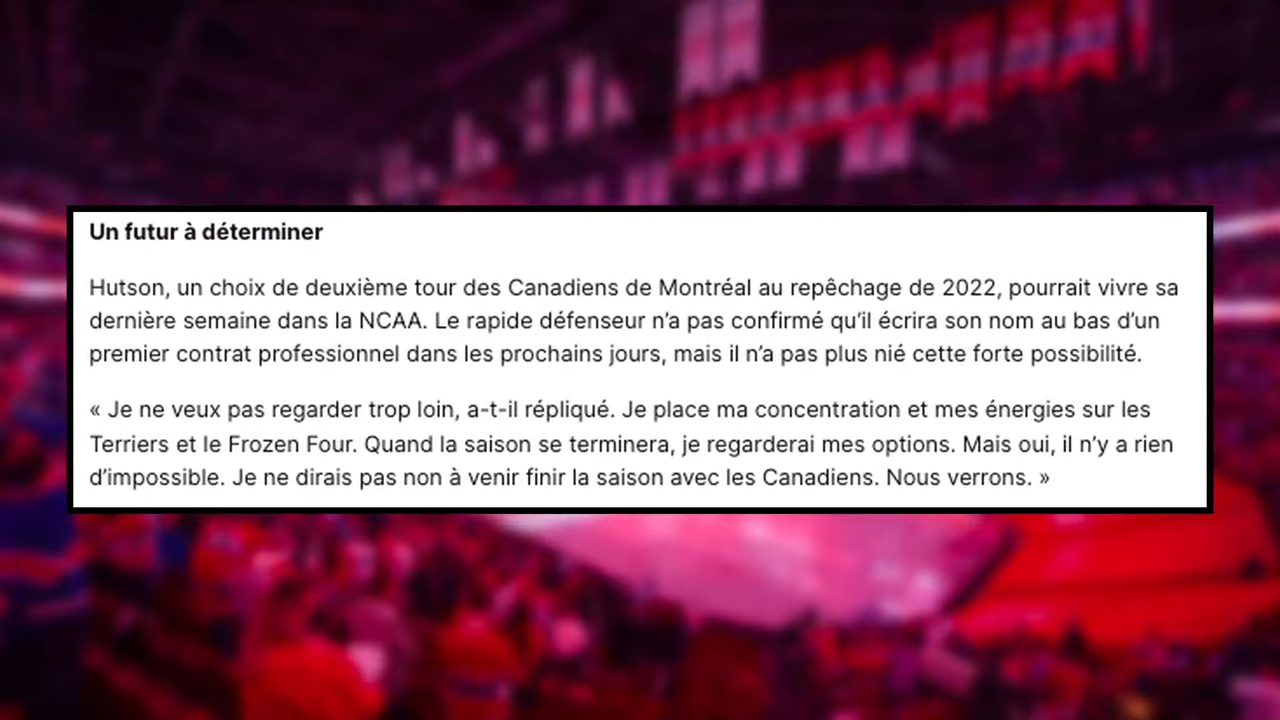 Un futur à déterminer
Hutson, un choix de deuxième tour des Canadiens de Montréal au repêchage de 2022, pourrait vivre sa
dernière semaine dans la NCAA. Le rapide défenseur n’a pas confirmé qu’il écrira son nom au bas d’un
premier contrat professionnel dans les prochains jours, mais il n’a pas plus nié cette forte possibilité.
« Je ne veux pas regarder trop loin, a-t-il répliqué. Je place ma concentration et mes énergies sur les
Terriers et le Frozen Four. Quand la saison se terminera, je regarderai mes options. Mais oui, il n’y a rien
d’impossible. Je ne dirais pas non à venir finir la saison avec les Canadiens. Nous verrons. »